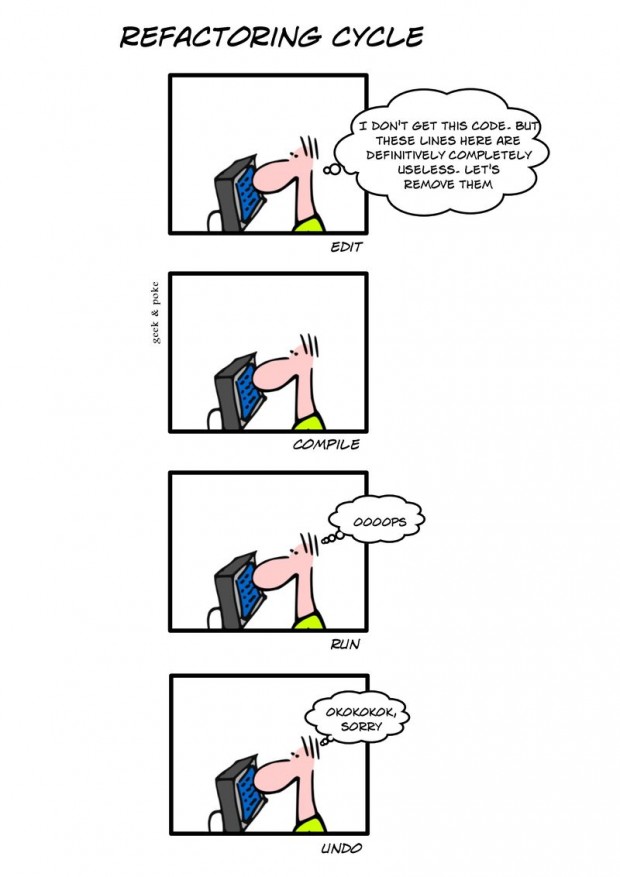 REFACTORING CYCLE
I DON'T GET THIS CODE. BUT
THESE LINES HERE ARE
DEFINITIVELY COMPLETELY
USELESS. LET'S
REMOVE THEM
EDIT
geek & poke
COMPILE
OOOOPS
RUN
OKOKOKOK,
SORRY
UNDO